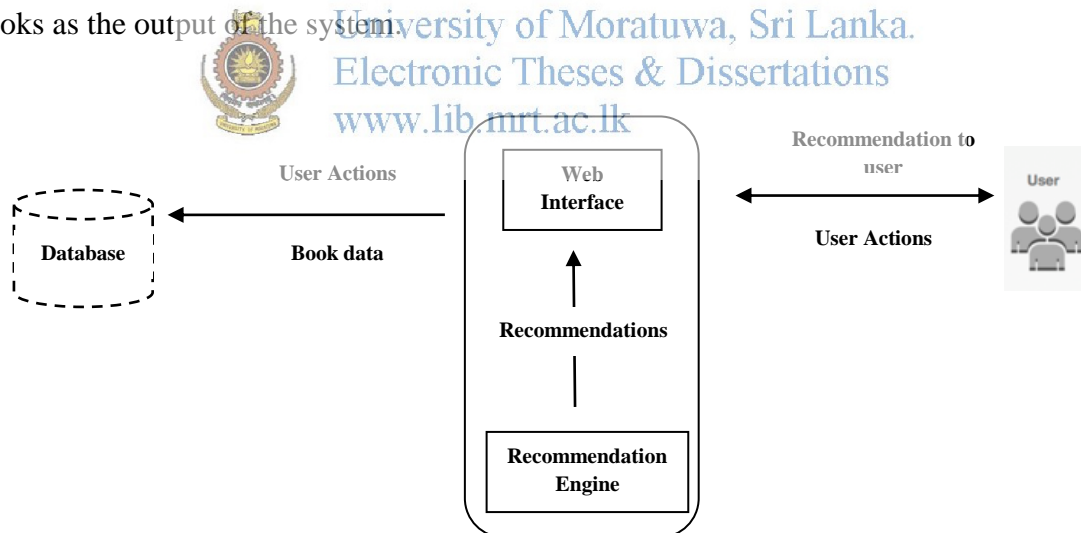 oks as the output of the system.
University of Moratuwa, Sri Lanka.
Electronic Theses & Dissertations
www.lib.mrt.ac.lk
User Actions
Web
Interface
Recommendation to
user
User
Database
Book data
User Actions
Recommendations
Recommendation
Engine